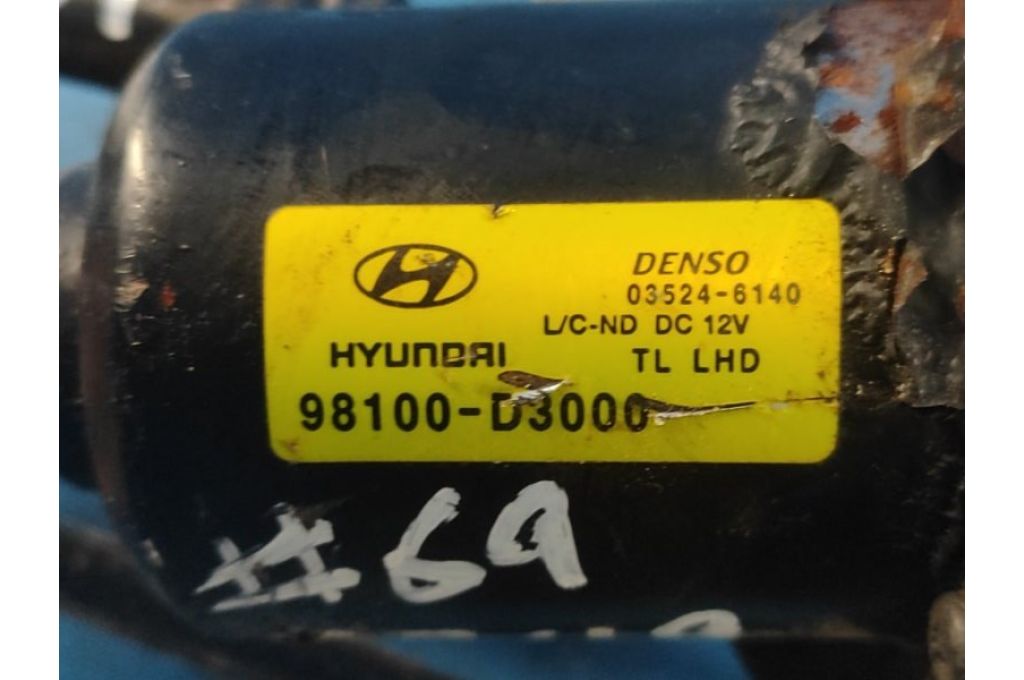 DENSO
03524-6140
L/C-ND DC 12V
HYUNDAI
TL LHD
98100-D3000
#69